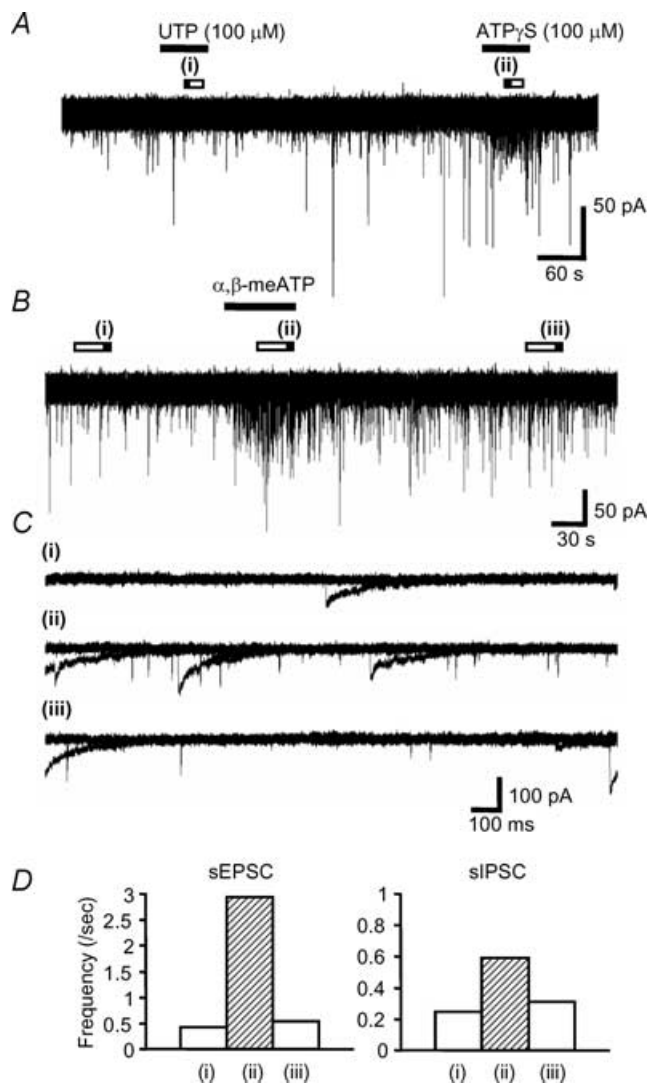 A
UTP (100 μM)
ATPγS (100 μM)
(i)
(ii)
50 pA
60 s
B
α,β-meATP
(i)
(ii)
(iii)
50 pA
30 s
C
(i)
(ii)
(iii)
100 pA
100 ms
D
sEPSC
sIPSC
Frequency (/sec)
3
2.5
2
1.5
1
0.5
0
(i)
(ii)
(iii)
1
0.8
0.6
0.4
0.2
0
(i)
(ii)
(iii)